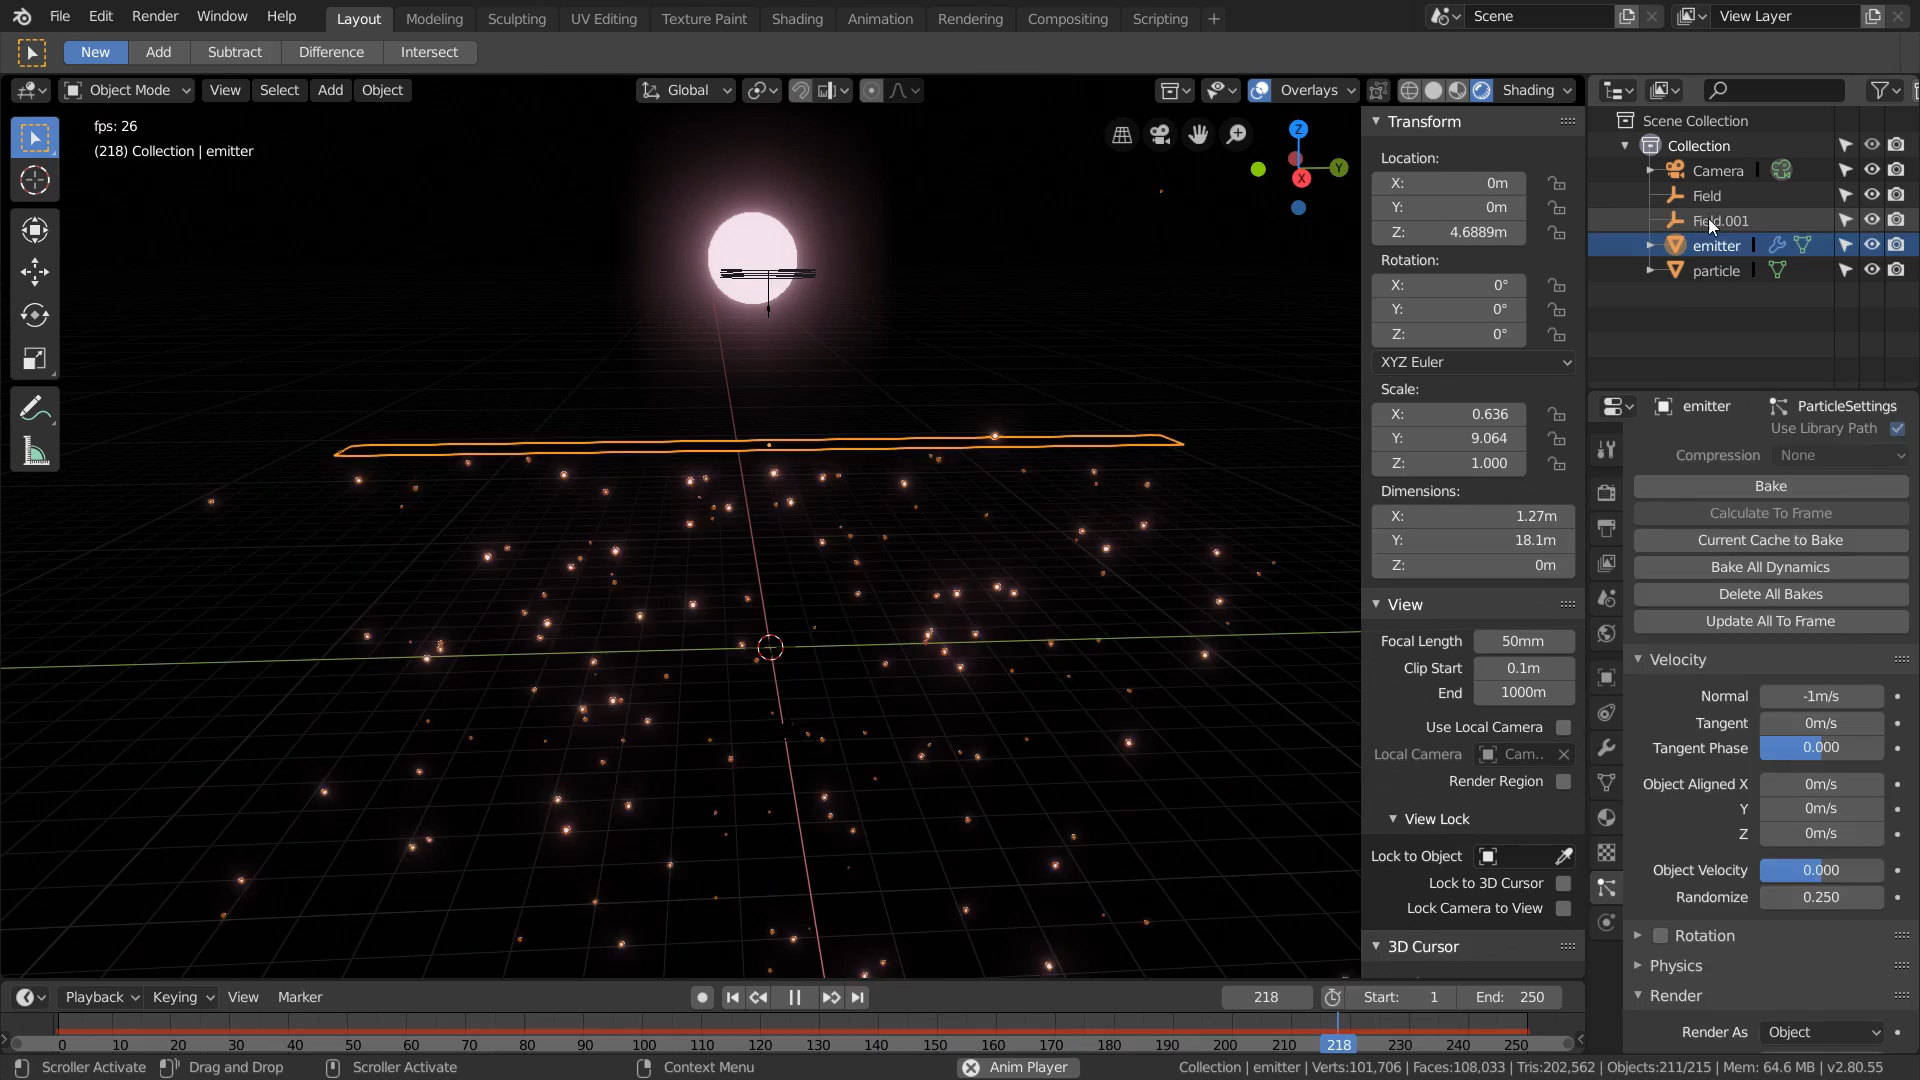 File Edit Render Window Help Layout Modeling Sculpting UV Editing Texture Paint Shading Animation Rendering Compositing Scripting + Scene View Layer
New Add Subtract Difference Intersect
Object Mode View Select Add Object Global Overlays Shading
fps: 26
(218) Collection | emitter
Z
Y
X
Transform
Location:
X: 0m
Y: 0m
Z: 4.6889m
Rotation:
X: 0°
Y: 0°
Z: 0°
XYZ Euler
Scale:
X: 0.636
Y: 9.064
Z: 1.000
Dimensions:
X: 1.27m
Y: 18.1m
Z: 0m
View
Focal Length 50mm
Clip Start 0.1m
End 1000m
Use Local Camera
Local Camera Cam..
Render Region
View Lock
Lock to Object
Lock to 3D Cursor
Lock Camera to View
3D Cursor
Scene Collection
Collection
Camera
Field
Field.001
emitter
particle
emitter ParticleSettings
Use Library Path
Compression None
Bake
Calculate To Frame
Current Cache to Bake
Bake All Dynamics
Delete All Bakes
Update All To Frame
Velocity
Normal -1m/s
Tangent 0m/s
Tangent Phase 0.000
Object Aligned X 0m/s
Y 0m/s
Z 0m/s
Object Velocity 0.000
Randomize 0.250
Rotation
Physics
Render
Render As Object
Playback Keying View Marker 218 Start: 1 End: 250
0 10 20 30 40 50 60 70 80 90 100 110 120 130 140 150 160 170 180 190 200 218 230 240 250
Scroller Activate Drag and Drop Scroller Activate Context Menu Anim Player Collection | emitter | Verts:101,706 | Faces:108,033 | Tris:202,562 | Objects:211/215 | Mem: 64.6 MB | v2.80.55